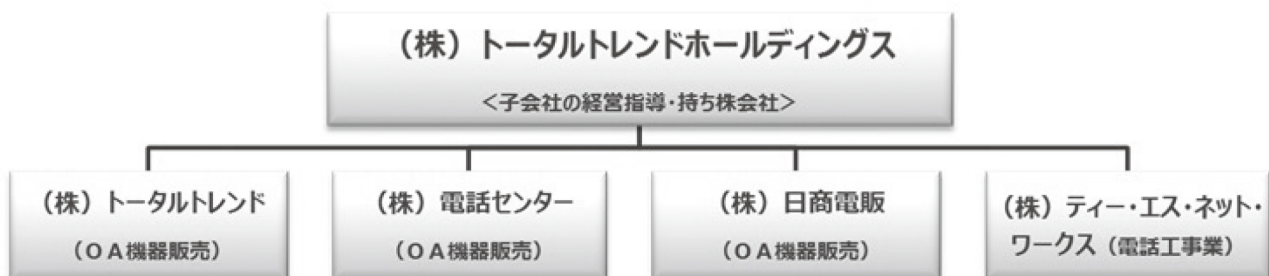 （株）トータルトレンドホールディングス
＜子会社の経営指導・持ち株会社＞
（株）トータルトレンド
（ＯＡ機器販売）
（株）電話センター
（ＯＡ機器販売）
（株）日商電販
（ＯＡ機器販売）
（株）ティー・エス・ネット・
ワークス（電話工事業）